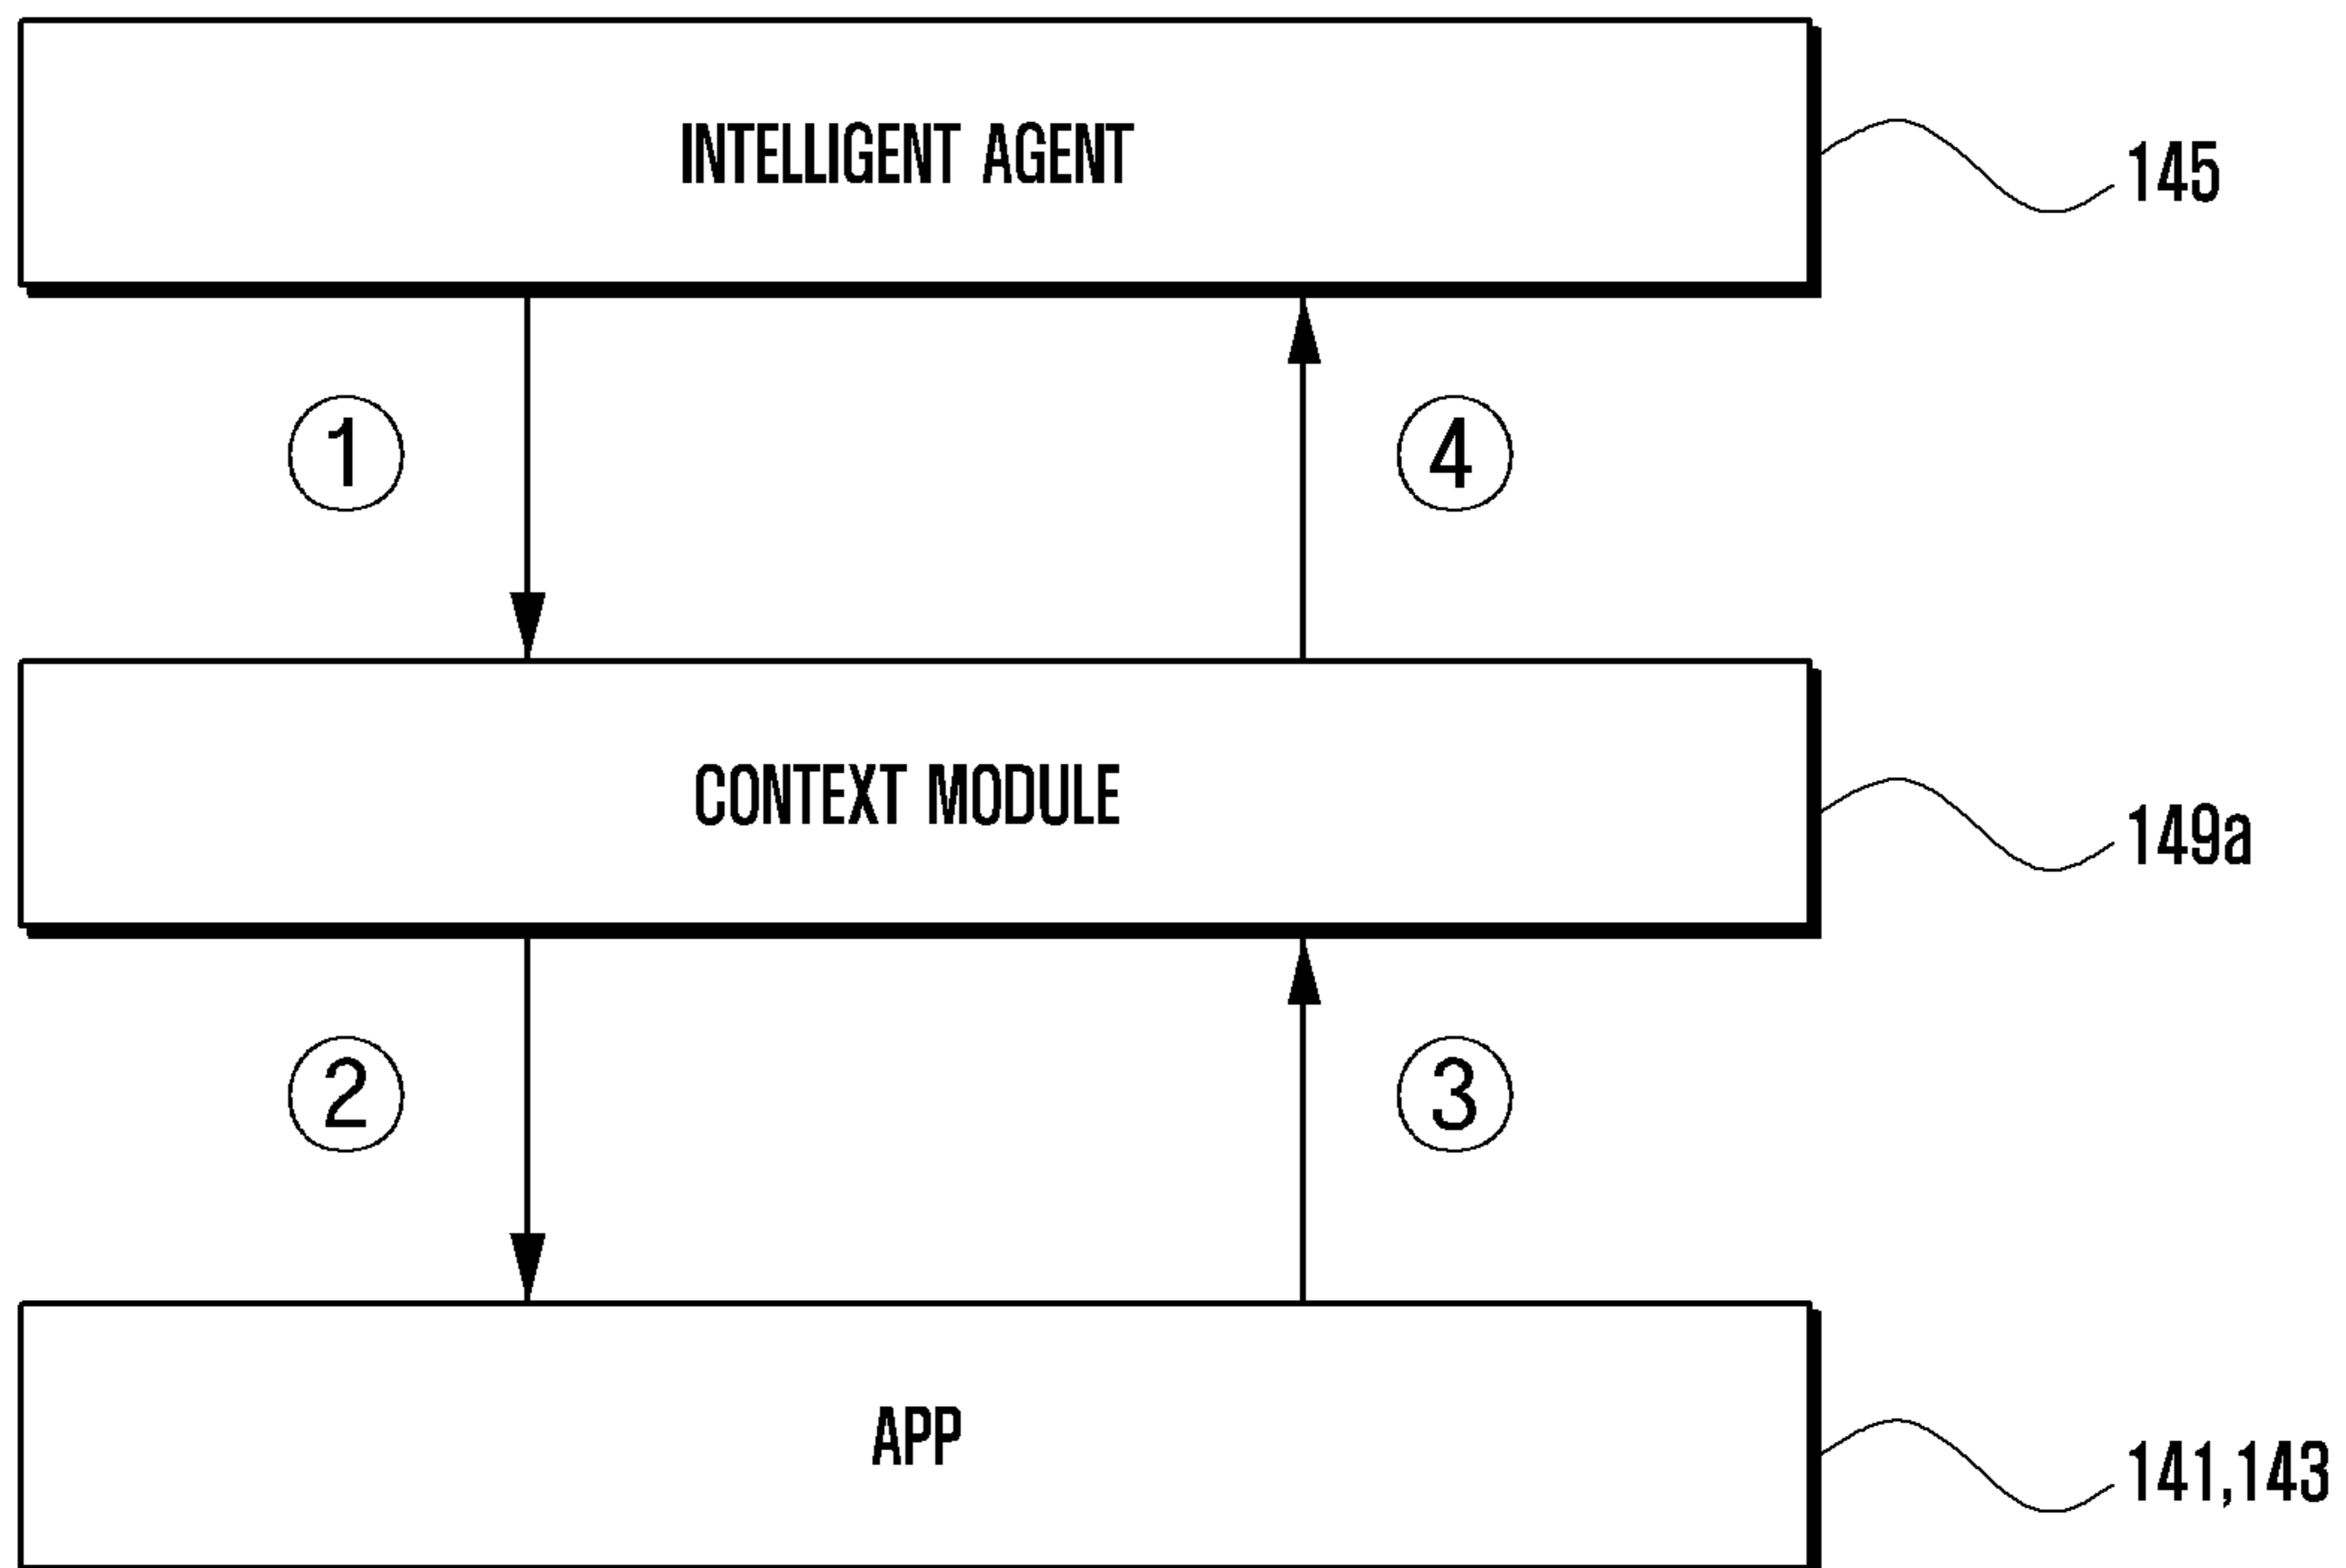 INTELLIGENT AGENT
145
① ④
CONTEXT MODULE
149a
② ③
APP
141,143